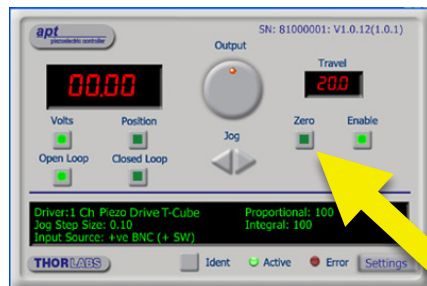 apt
piezoelectric controller
SN: 81000001: V1.0.12(1.0.1)
Output
Travel
00.00
20.0
Volts
Position
Zero
Enable
Jog
Open Loop
Closed Loop
Driver:1 Ch Piezo Drive T-Cube
Jog Step Size: 0.10
Input Source: +ve BNC (+ SW)
Proportional: 100
Integral: 100
THORLABS
Ident
Active
Error
Settings